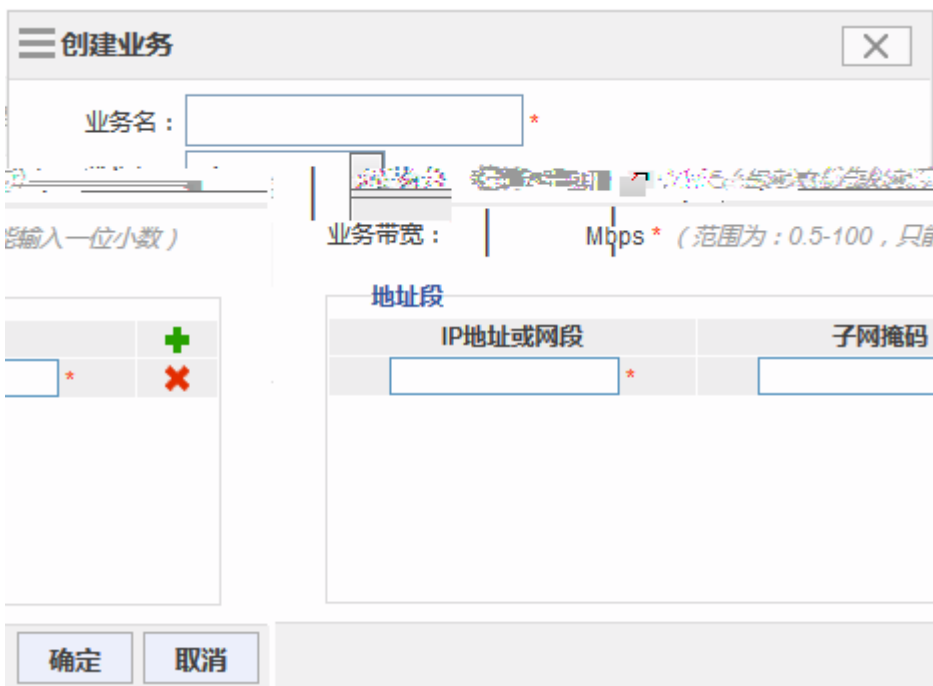 创建业务
业务名：
*
能输入一位小数）
业务带宽：
Mbps * （范围为：0.5-100，只能
地址段
IP地址或网段
子网掩码
*
*
确定
取消